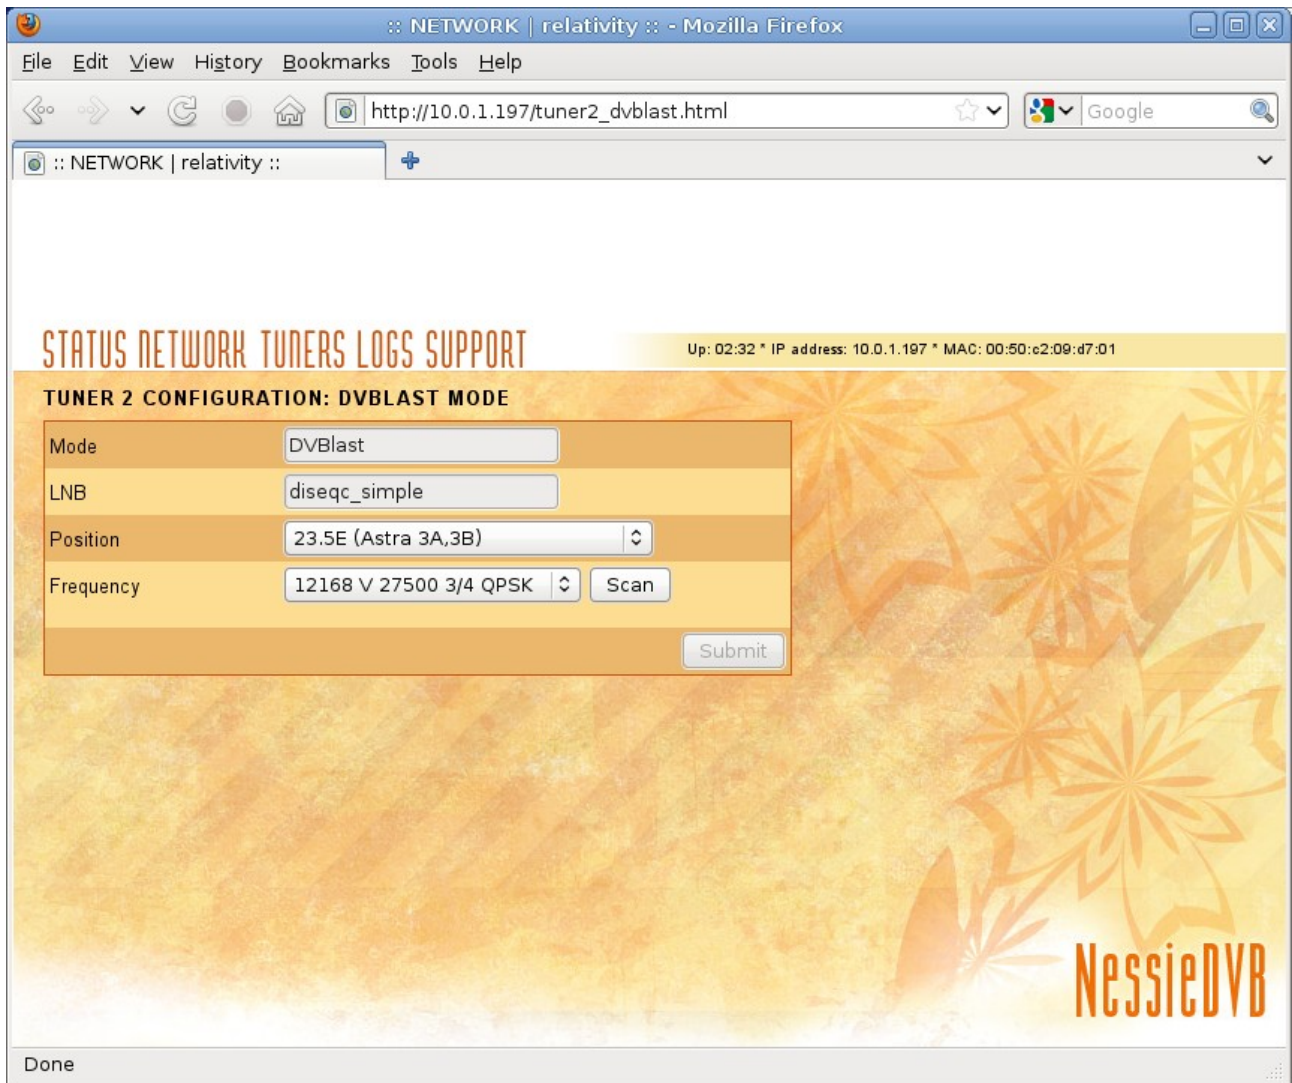 :: NETWORK | relativity :: - Mozilla Firefox
File Edit View History Bookmarks Tools Help
http://10.0.1.197/tuner2_dvblast.html Google
:: NETWORK | relativity ::
STATUS NETWORK TUNERS LOGS SUPPORT
Up: 02:32 * IP address: 10.0.1.197 * MAC: 00:50:c2:09:d7:01
TUNER 2 CONFIGURATION: DVBLAST MODE
Mode DVBlast
LNB diseqc_simple
Position 23.5E (Astra 3A,3B)
Frequency 12168 V 27500 3/4 QPSK Scan
Submit
NessieDVB
Done